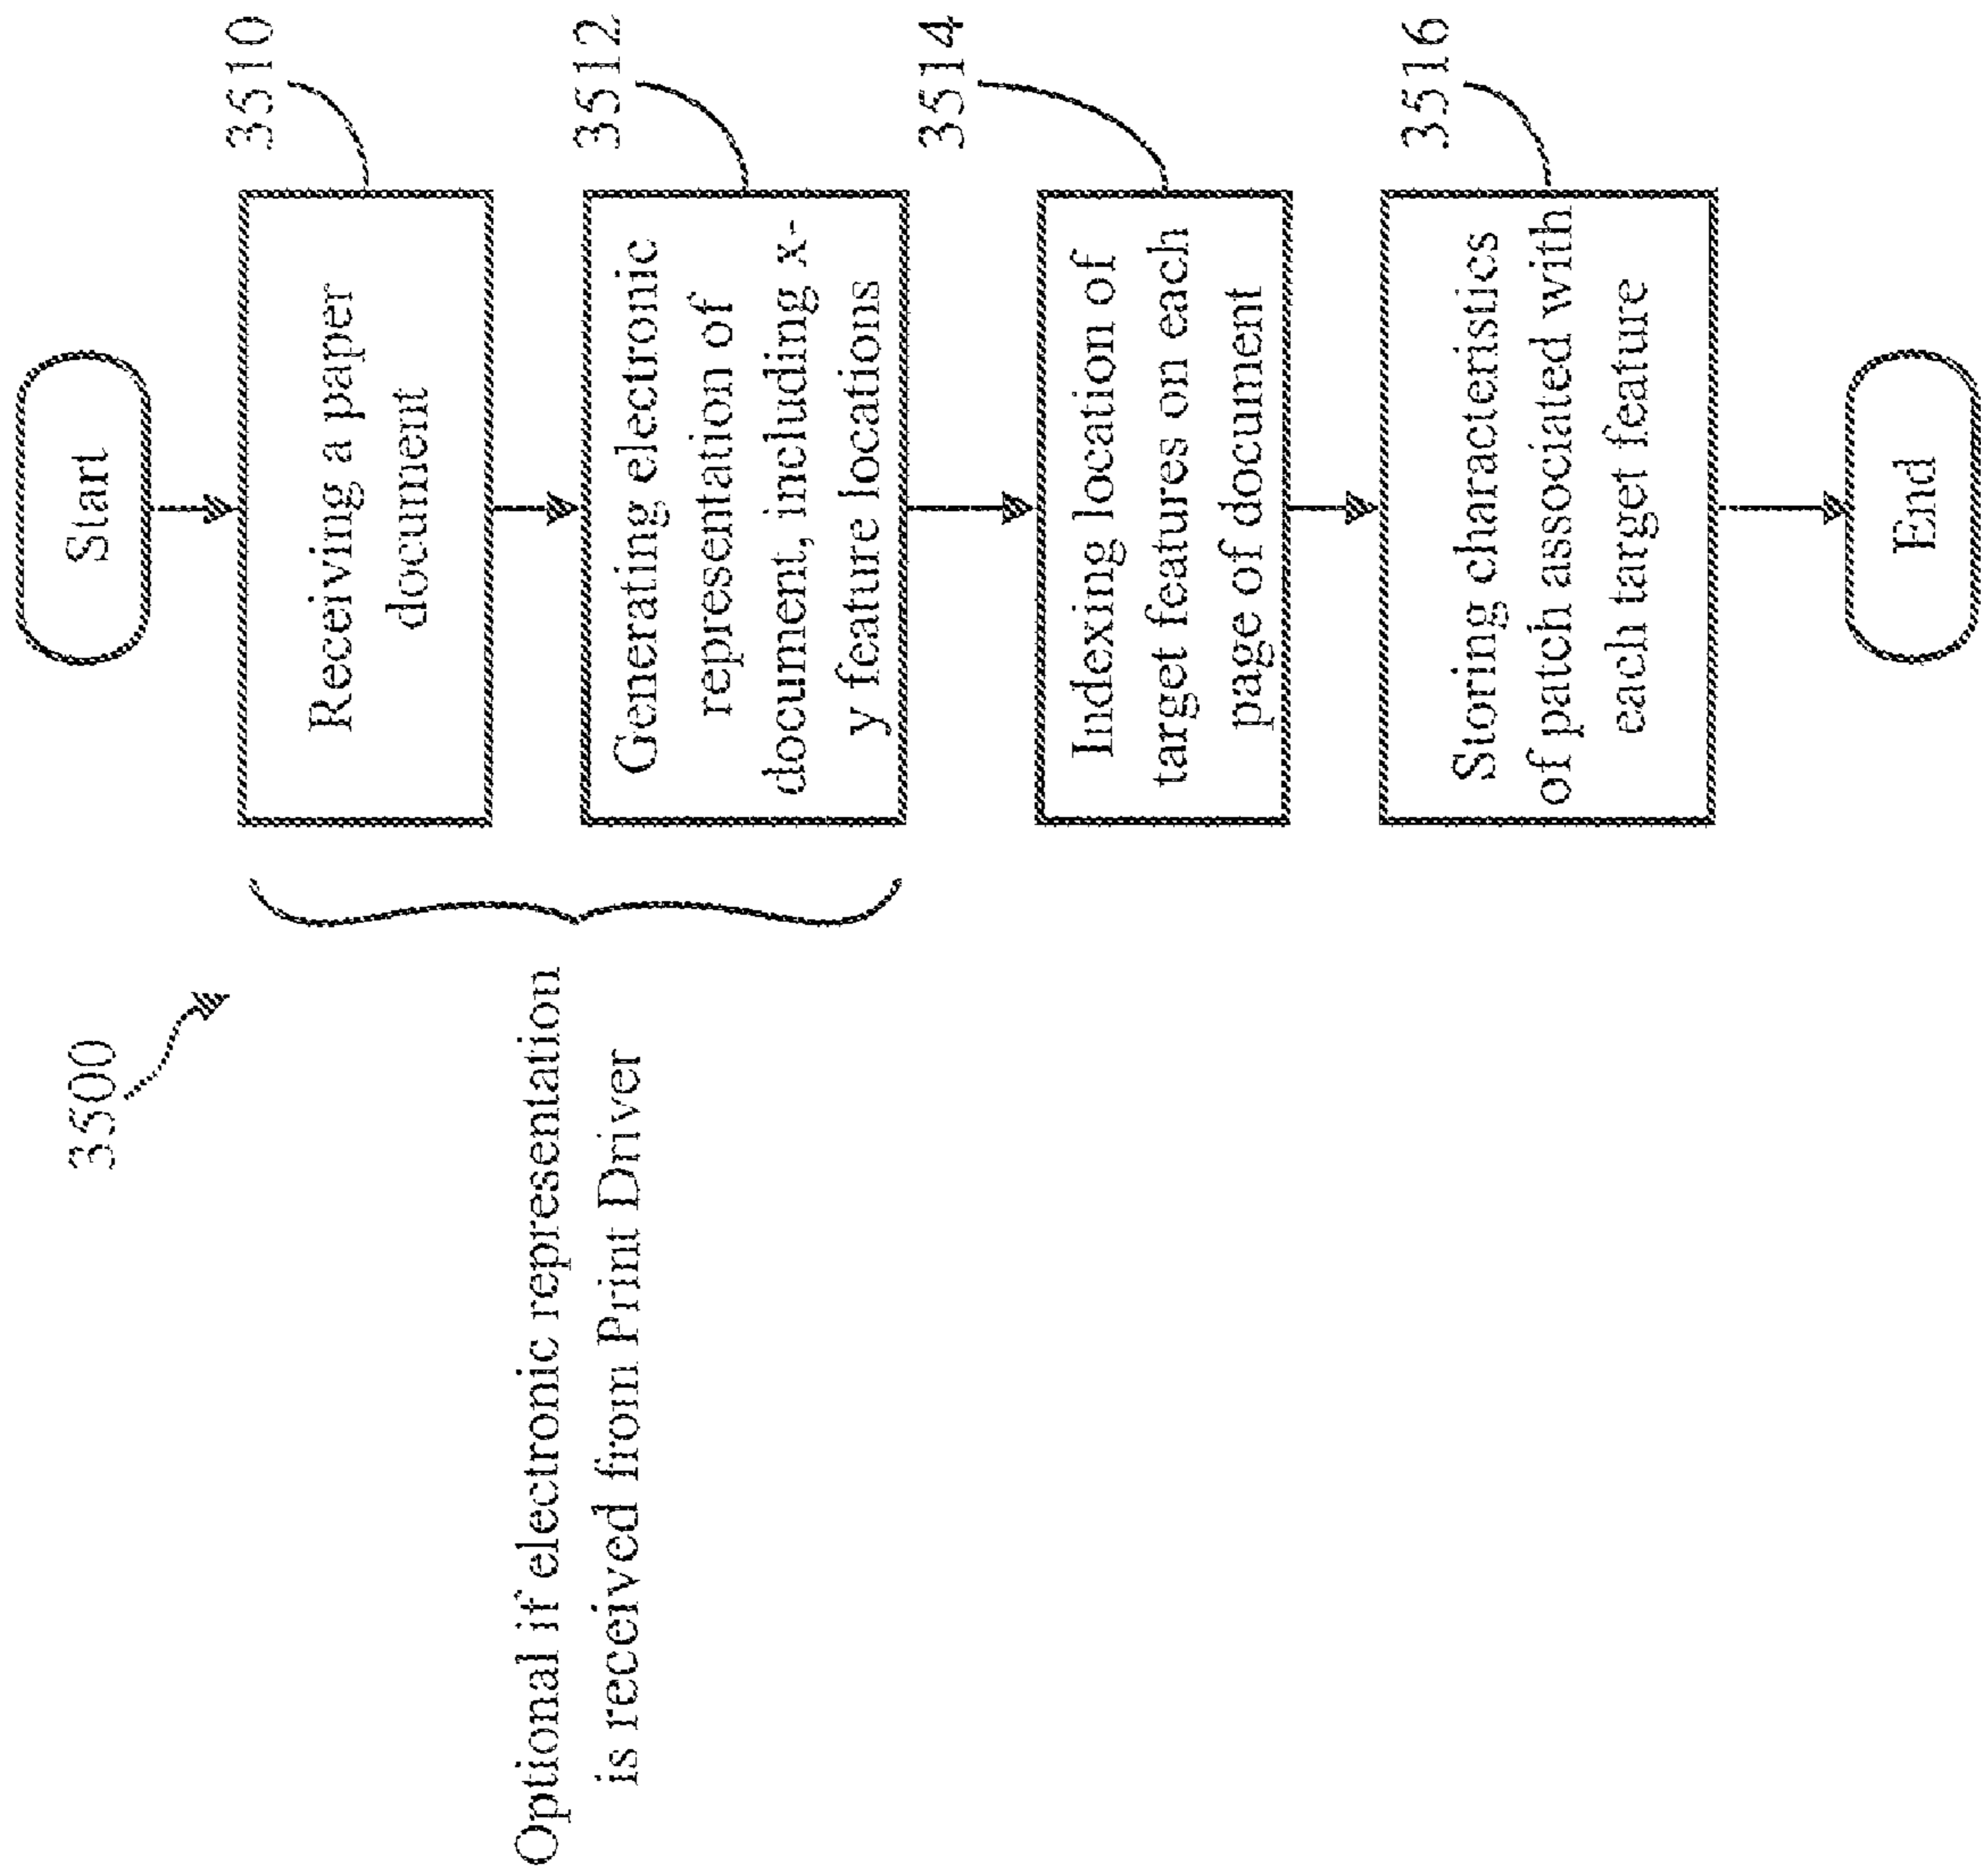 3500
Start
Receiving a paper
document
3510
Optional if electronic representation
is received from Print Driver
Generating electronic
representation of
document, including x-
y feature locations
3512
Indexing location of
target features on each
page of document
3514
Storing characteristics
of patch associated with
each target feature
3516
End